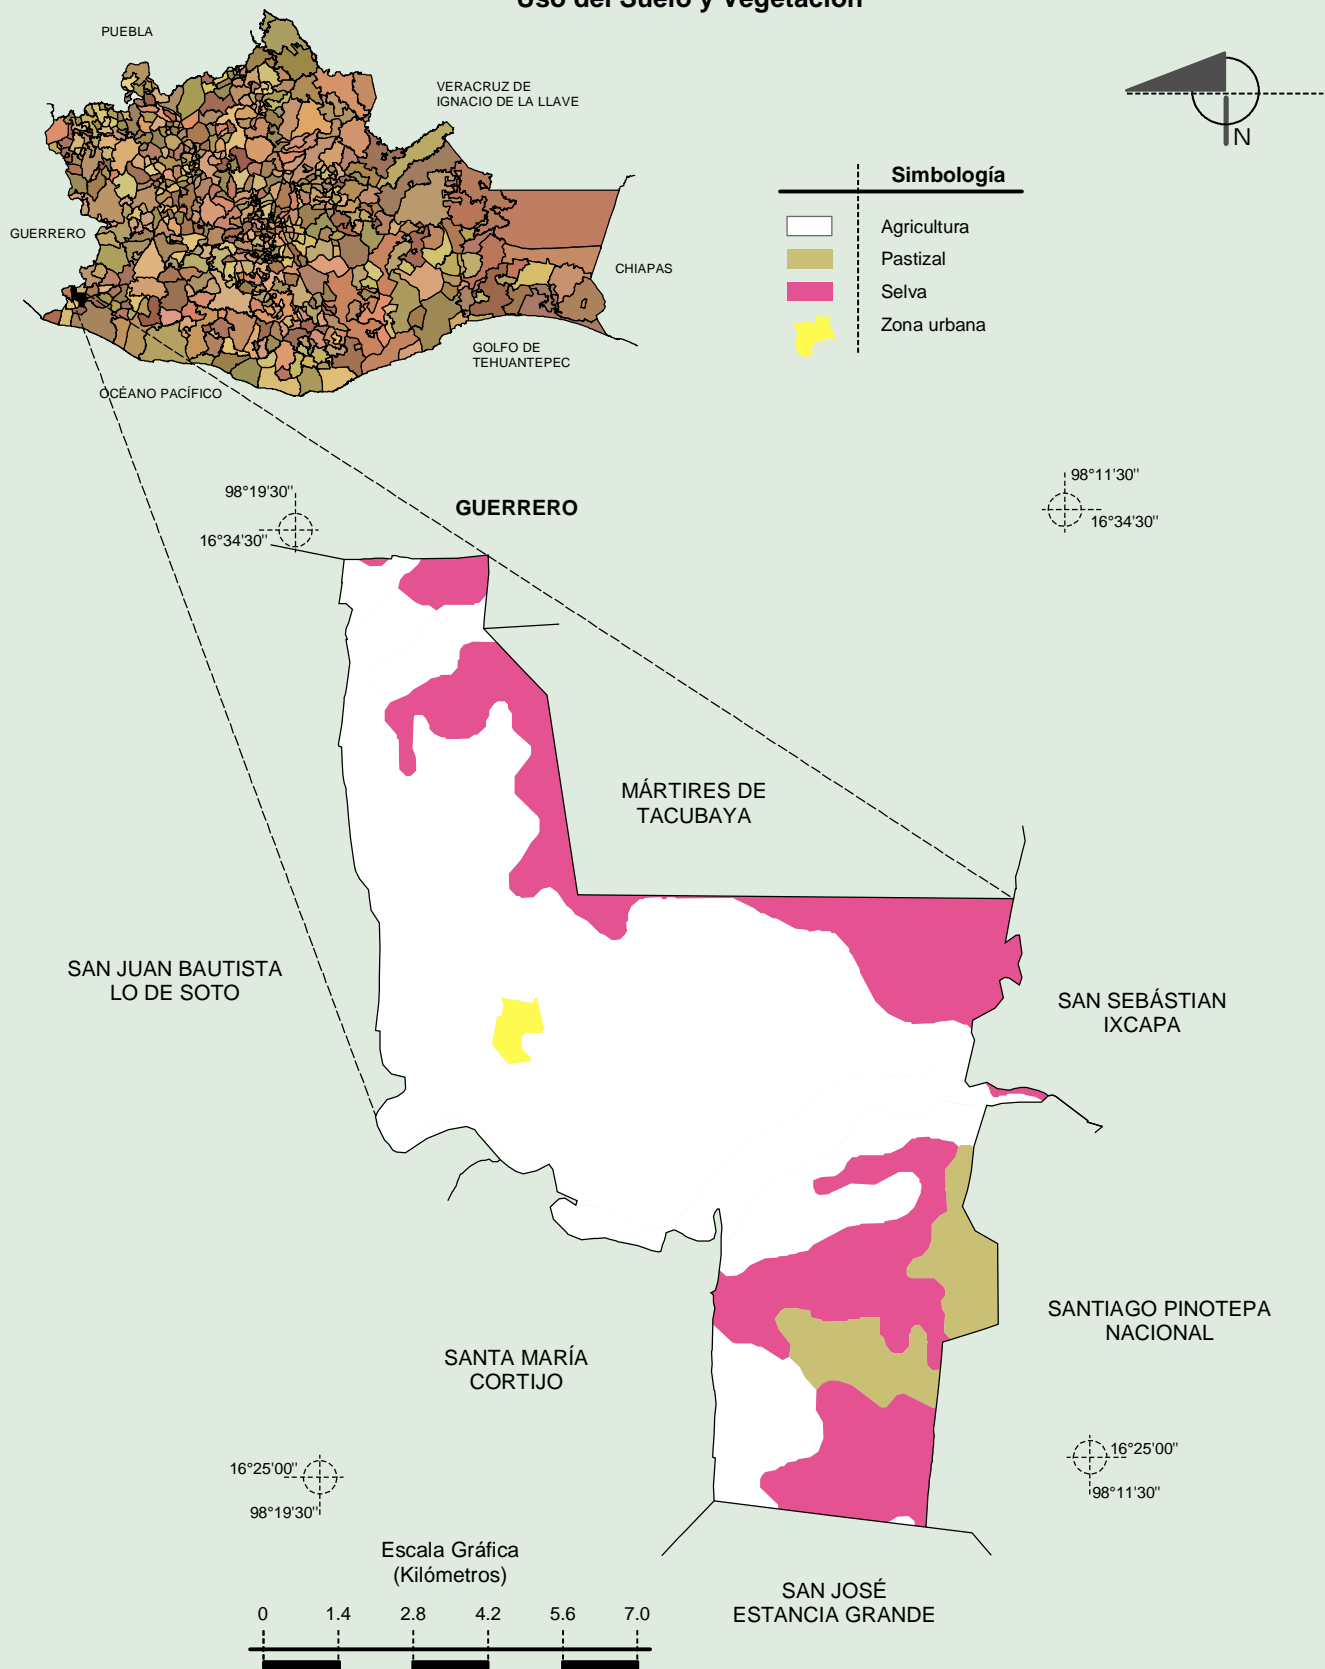 Uso del Suelo y Vegetación
PUEBLA
VERACRUZ DE
IGNACIO DE LA LLAVE
GUERRERO
CHIAPAS
GOLFO DE
TEHUANTEPEC
OCÉANO PACÍFICO
N
Simbología
Agricultura
Pastizal
Selva
Zona urbana
98°19'30''
16°34'30''
GUERRERO
98°11'30''
16°34'30''
MÁRTIRES DE
TACUBAYA
SAN JUAN BAUTISTA
LO DE SOTO
SAN SEBÁSTIAN
IXCAPA
SANTIAGO PINOTEPA
NACIONAL
SANTA MARÍA
CORTIJO
16°25'00''
98°19'30''
16°25'00''
98°11'30''
Escala Gráfica
(Kilómetros)
0 1.4 2.8 4.2 5.6 7.0
SAN JOSÉ
ESTANCIA GRANDE